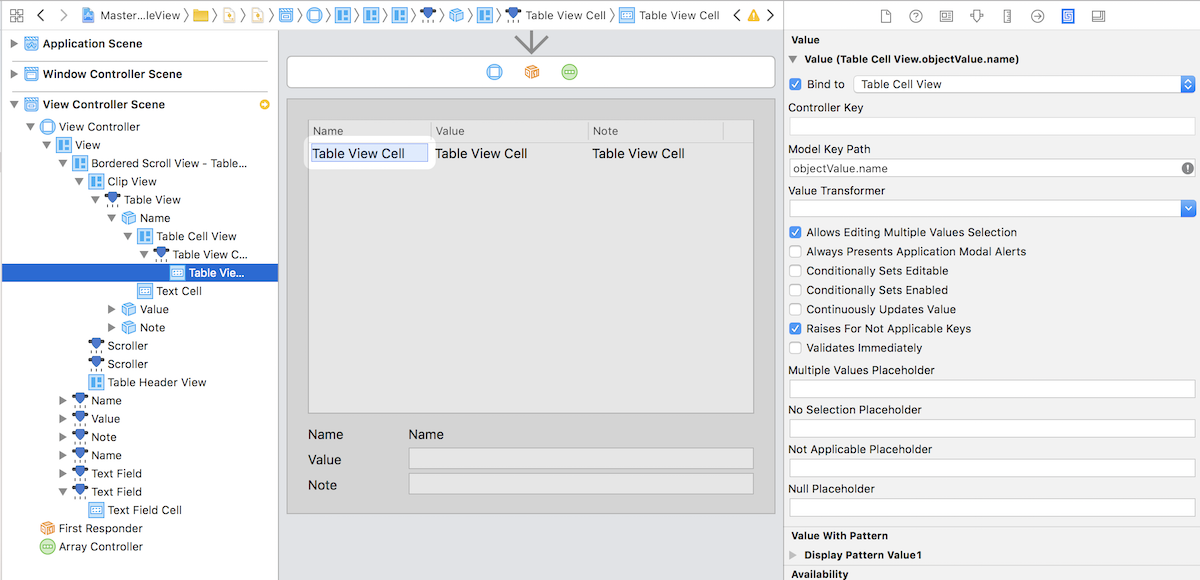 Master...leView
Table View Cell
Table View Cell
Application Scene
Window Controller Scene
View Controller Scene
View Controller
View
Bordered Scroll View - Table...
Clip View
Table View
Name
Table Cell View
Table View C...
Table Vie...
Text Cell
Value
Note
Scroller
Scroller
Table Header View
Name
Value
Note
Name
Text Field
Text Field
Text Field Cell
First Responder
Array Controller
Name Value Note
Table View Cell Table View Cell Table View Cell
Name Name
Value
Note
Value
Value (Table Cell View.objectValue.name)
Bind to Table Cell View
Controller Key
Model Key Path
objectValue.name
Value Transformer
Allows Editing Multiple Values Selection
Always Presents Application Modal Alerts
Conditionally Sets Editable
Conditionally Sets Enabled
Continuously Updates Value
Raises For Not Applicable Keys
Validates Immediately
Multiple Values Placeholder
No Selection Placeholder
Not Applicable Placeholder
Null Placeholder
Value With Pattern
Display Pattern Value1
Availability